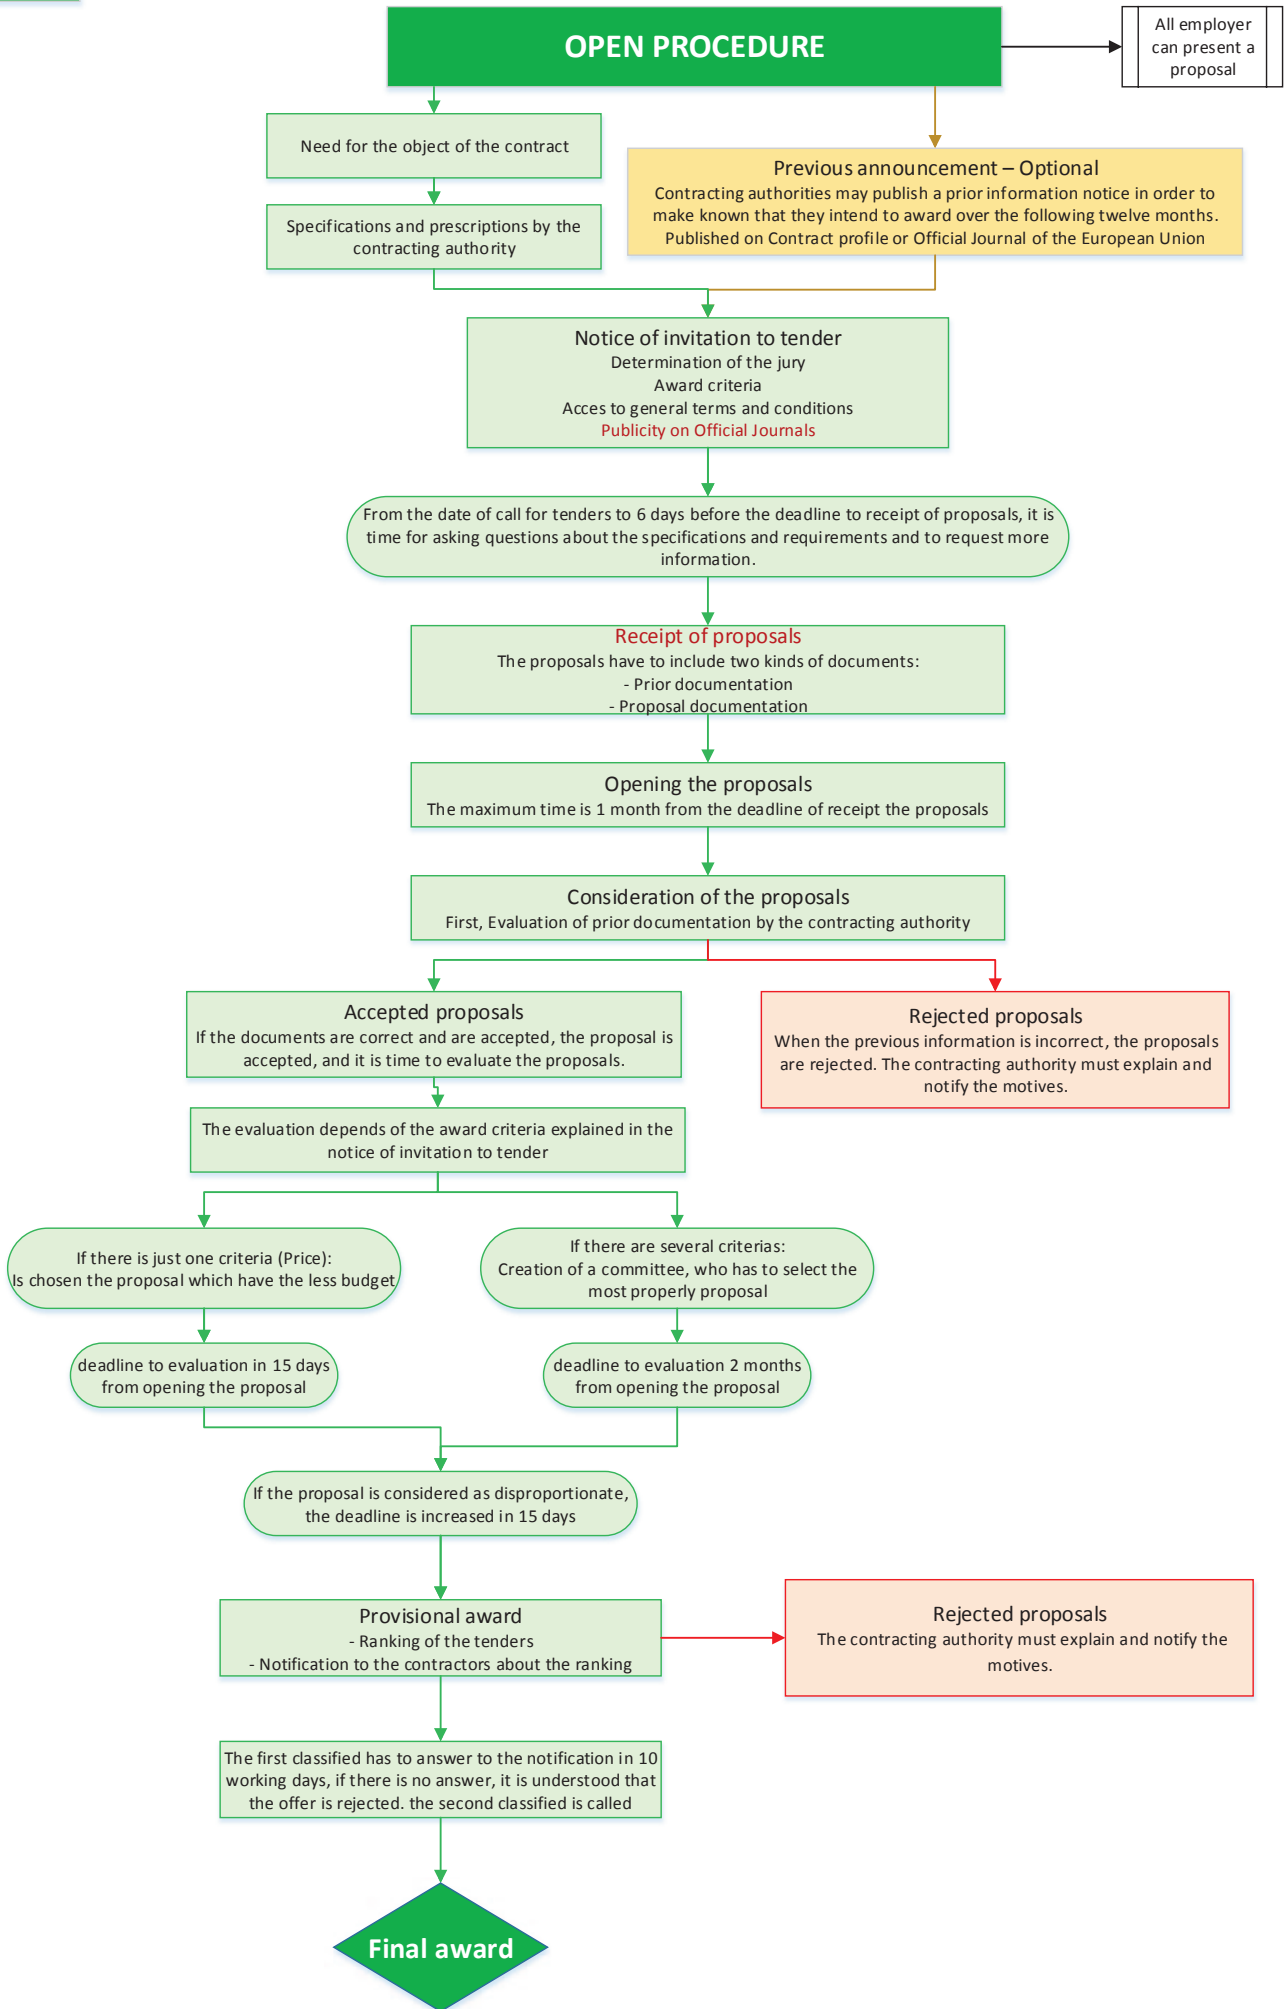 OPEN PROCEDURE
All employer
can present a
proposal
Need for the object of the contract
Previous announcement – Optional
Contracting authorities may publish a prior information notice in order to
make known that they intend to award over the following twelve months.
Published on Contract profile or Official Journal of the European Union
Specifications and prescriptions by the
contracting authority
Notice of invitation to tender
Determination of the jury
Award criteria
Acces to general terms and conditions
Publicity on Official Journals
From the date of call for tenders to 6 days before the deadline to receipt of proposals, it is
time for asking questions about the specifications and requirements and to request more
information.
Receipt of proposals
The proposals have to include two kinds of documents:
- Prior documentation
- Proposal documentation
Opening the proposals
The maximum time is 1 month from the deadline of receipt the proposals
Consideration of the proposals
First, Evaluation of prior documentation by the contracting authority
Accepted proposals
If the documents are correct and are accepted, the proposal is
accepted, and it is time to evaluate the proposals.
Rejected proposals
When the previous information is incorrect, the proposals
are rejected. The contracting authority must explain and
notify the motives.
The evaluation depends of the award criteria explained in the
notice of invitation to tender
If there is just one criteria (Price):
Is chosen the proposal which have the less budget
If there are several criterias:
Creation of a committee, who has to select the
most properly proposal
deadline to evaluation in 15 days
from opening the proposal
deadline to evaluation 2 months
from opening the proposal
If the proposal is considered as disproportionate,
the deadline is increased in 15 days
Provisional award
- Ranking of the tenders
- Notification to the contractors about the ranking
Rejected proposals
The contracting authority must explain and notify the
motives.
The first classified has to answer to the notification in 10
working days, if there is no answer, it is understood that
the offer is rejected. the second classified is called
Final award